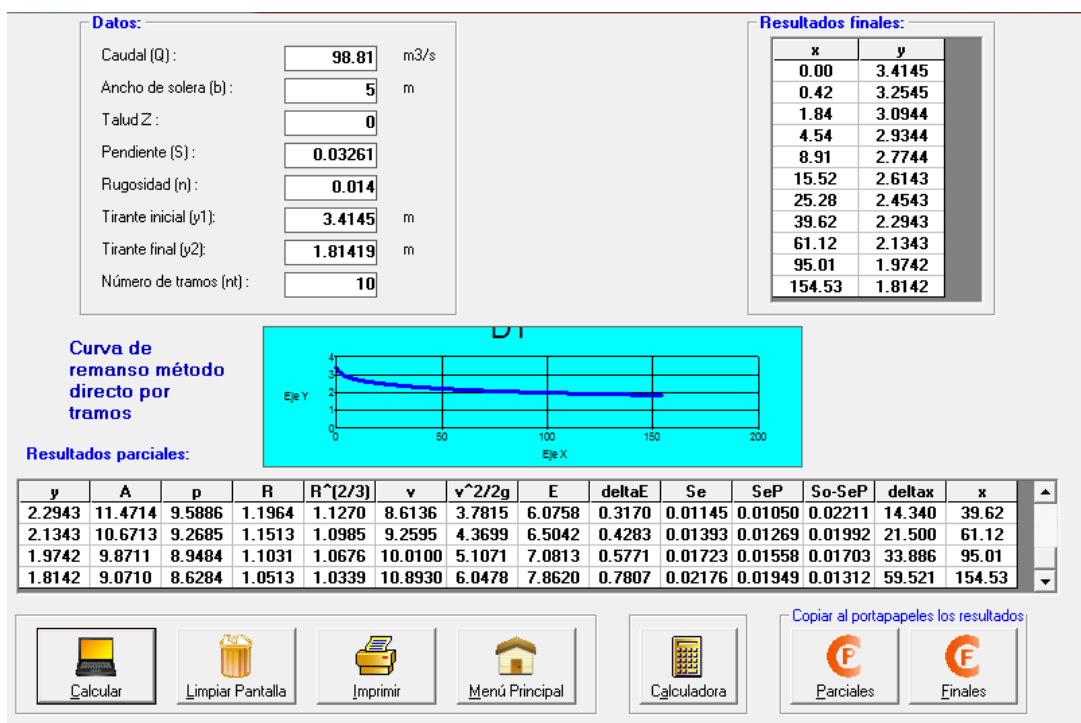 Datos:
Caudal (Q) : 98.81 m3/s
Ancho de solera (b) : 5 m
Talud Z : 0
Pendiente (S) : 0.03261
Rugosidad (n) : 0.014
Tirante inicial (y1): 3.4145 m
Tirante final (y2): 1.81419 m
Número de tramos (nt) : 10
Resultados finales:
x y
0.00 3.4145
0.42 3.2545
1.84 3.0944
4.54 2.9344
8.91 2.7744
15.52 2.6143
25.28 2.4543
39.62 2.2943
61.12 2.1343
95.01 1.9742
154.53 1.8142
Curva de
remanso método
directo por
tramos
Eje Y
4
3
2
1
0
0 50 100 150 200
Eje X
Resultados parciales:
y A p R R^(2/3) v v^2/2g E deltaE Se SeP So-SeP deltax x
2.2943 11.4714 9.5886 1.1964 1.1270 8.6136 3.7815 6.0758 0.3170 0.01145 0.01050 0.02211 14.340 39.62
2.1343 10.6713 9.2685 1.1513 1.0985 9.2595 4.3699 6.5042 0.4283 0.01393 0.01269 0.01992 21.500 61.12
1.9742 9.8711 8.9484 1.1031 1.0676 10.0100 5.1071 7.0813 0.5771 0.01723 0.01558 0.01703 33.886 95.01
1.8142 9.0710 8.6284 1.0513 1.0339 10.8930 6.0478 7.8620 0.7807 0.02176 0.01949 0.01312 59.521 154.53
Copiar al portapapeles los resultados
Calcular Limpiar Pantalla Imprimir Menú Principal Calculadora Parciales Finales